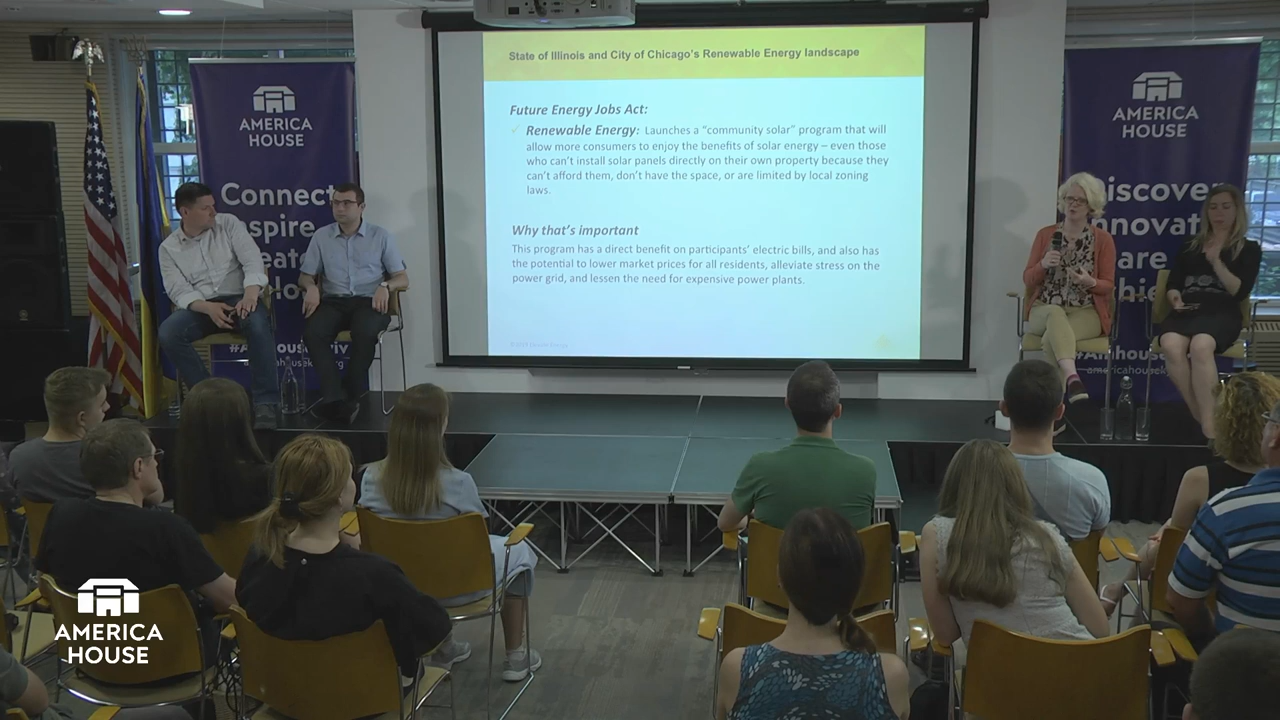 State of Illinois and City of Chicago's Renewable Energy landscape
Future Energy Jobs Act:
✓ Renewable Energy: Launches a "community solar" program that will
allow more consumers to enjoy the benefits of solar energy – even those
who can't install solar panels directly on their own property because they
can't afford them, don't have the space, or are limited by local zoning
laws.
Why that's important
This program has a direct benefit on participants' electric bills, and also has
the potential to lower market prices for all residents, alleviate stress on the
power grid, and lessen the need for expensive power plants.
AMERICA
HOUSE
Connect
AMERICA
HOUSE
AMERICA
HOUSE